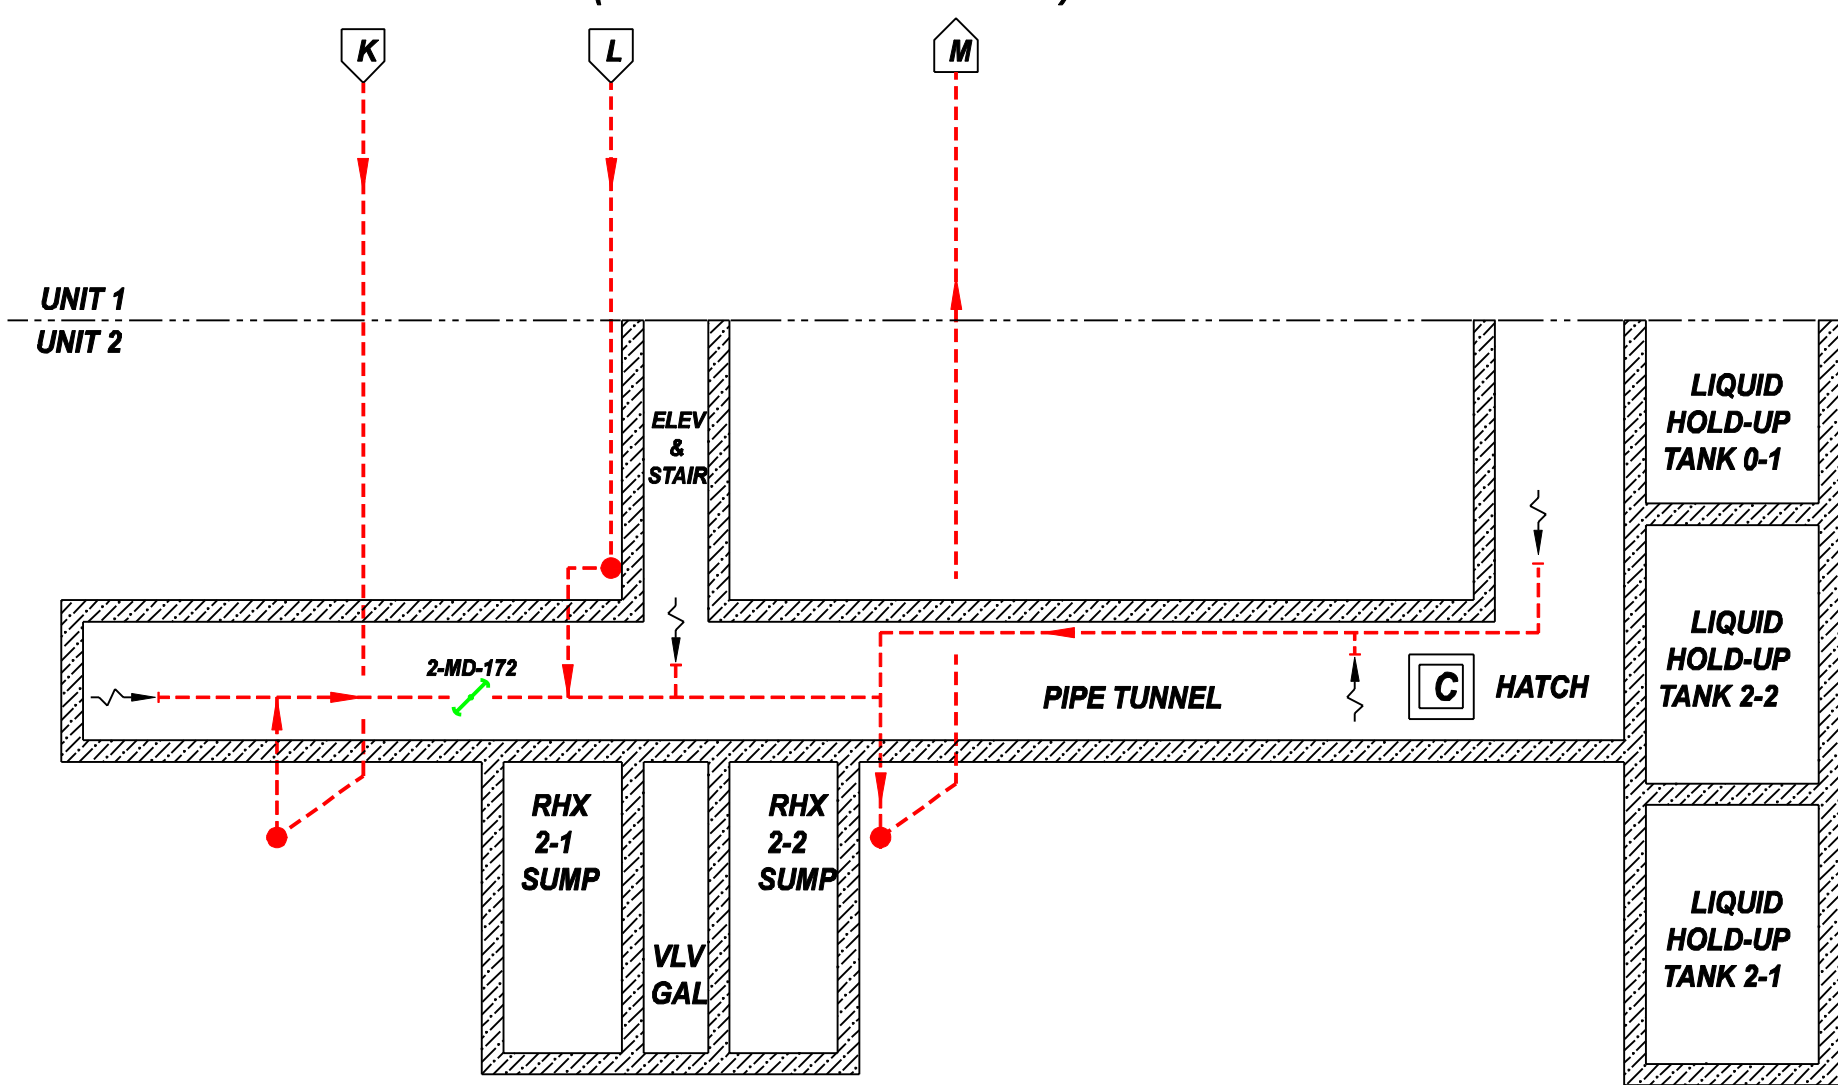 K
L
M
UNIT 1
UNIT 2
ELEV
&
STAIR
LIQUID
HOLD-UP
TANK 0-1
2-MD-172
PIPE TUNNEL
C
HATCH
LIQUID
HOLD-UP
TANK 2-2
RHX
2-1
SUMP
VLV
GAL
RHX
2-2
SUMP
LIQUID
HOLD-UP
TANK 2-1